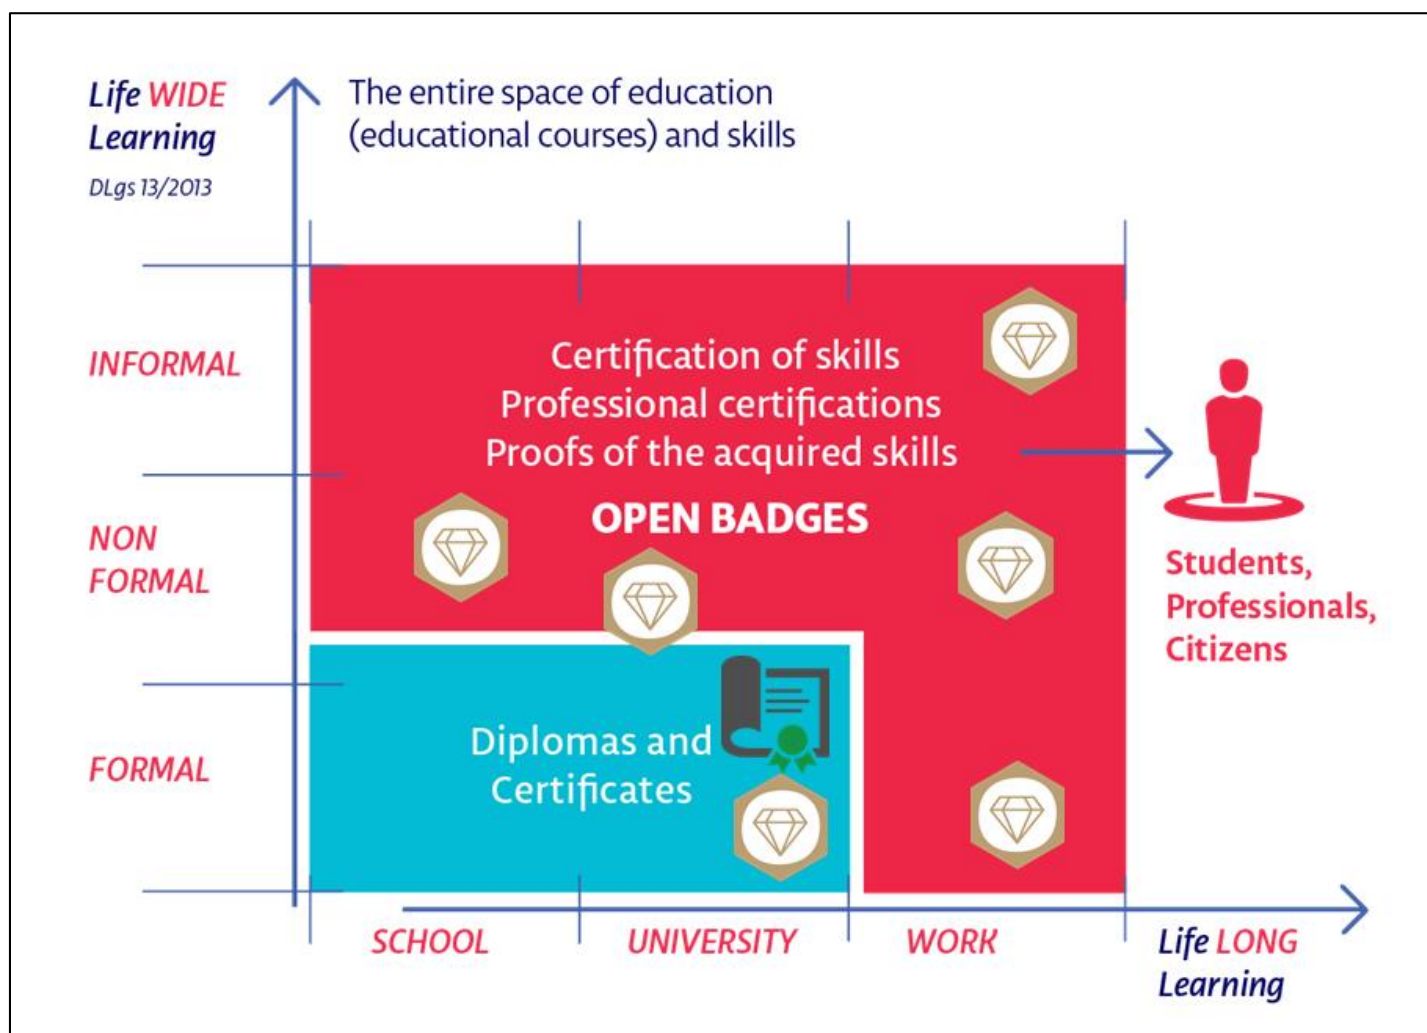 Life WIDE
Learning
DLgs 13/2013
The entire space of education
(educational courses) and skills
INFORMAL
Certification of skills
Professional certifications
Proofs of the acquired skills
OPEN BADGES
NON
FORMAL
Students,
Professionals,
Citizens
Diplomas and
Certificates
FORMAL
SCHOOL
UNIVERSITY
WORK
Life LONG
Learning